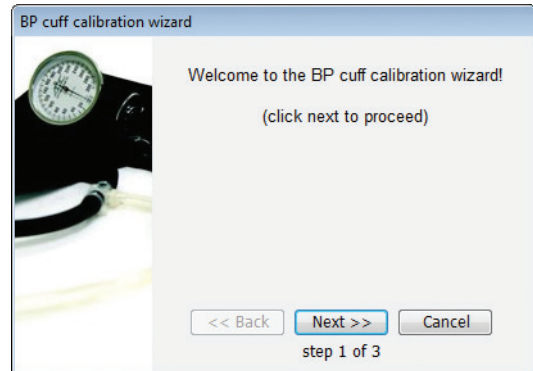 BP cuff calibration wizard
Welcome to the BP cuff calibration wizard!
(click next to proceed)
<< Back Next >> Cancel
step 1 of 3